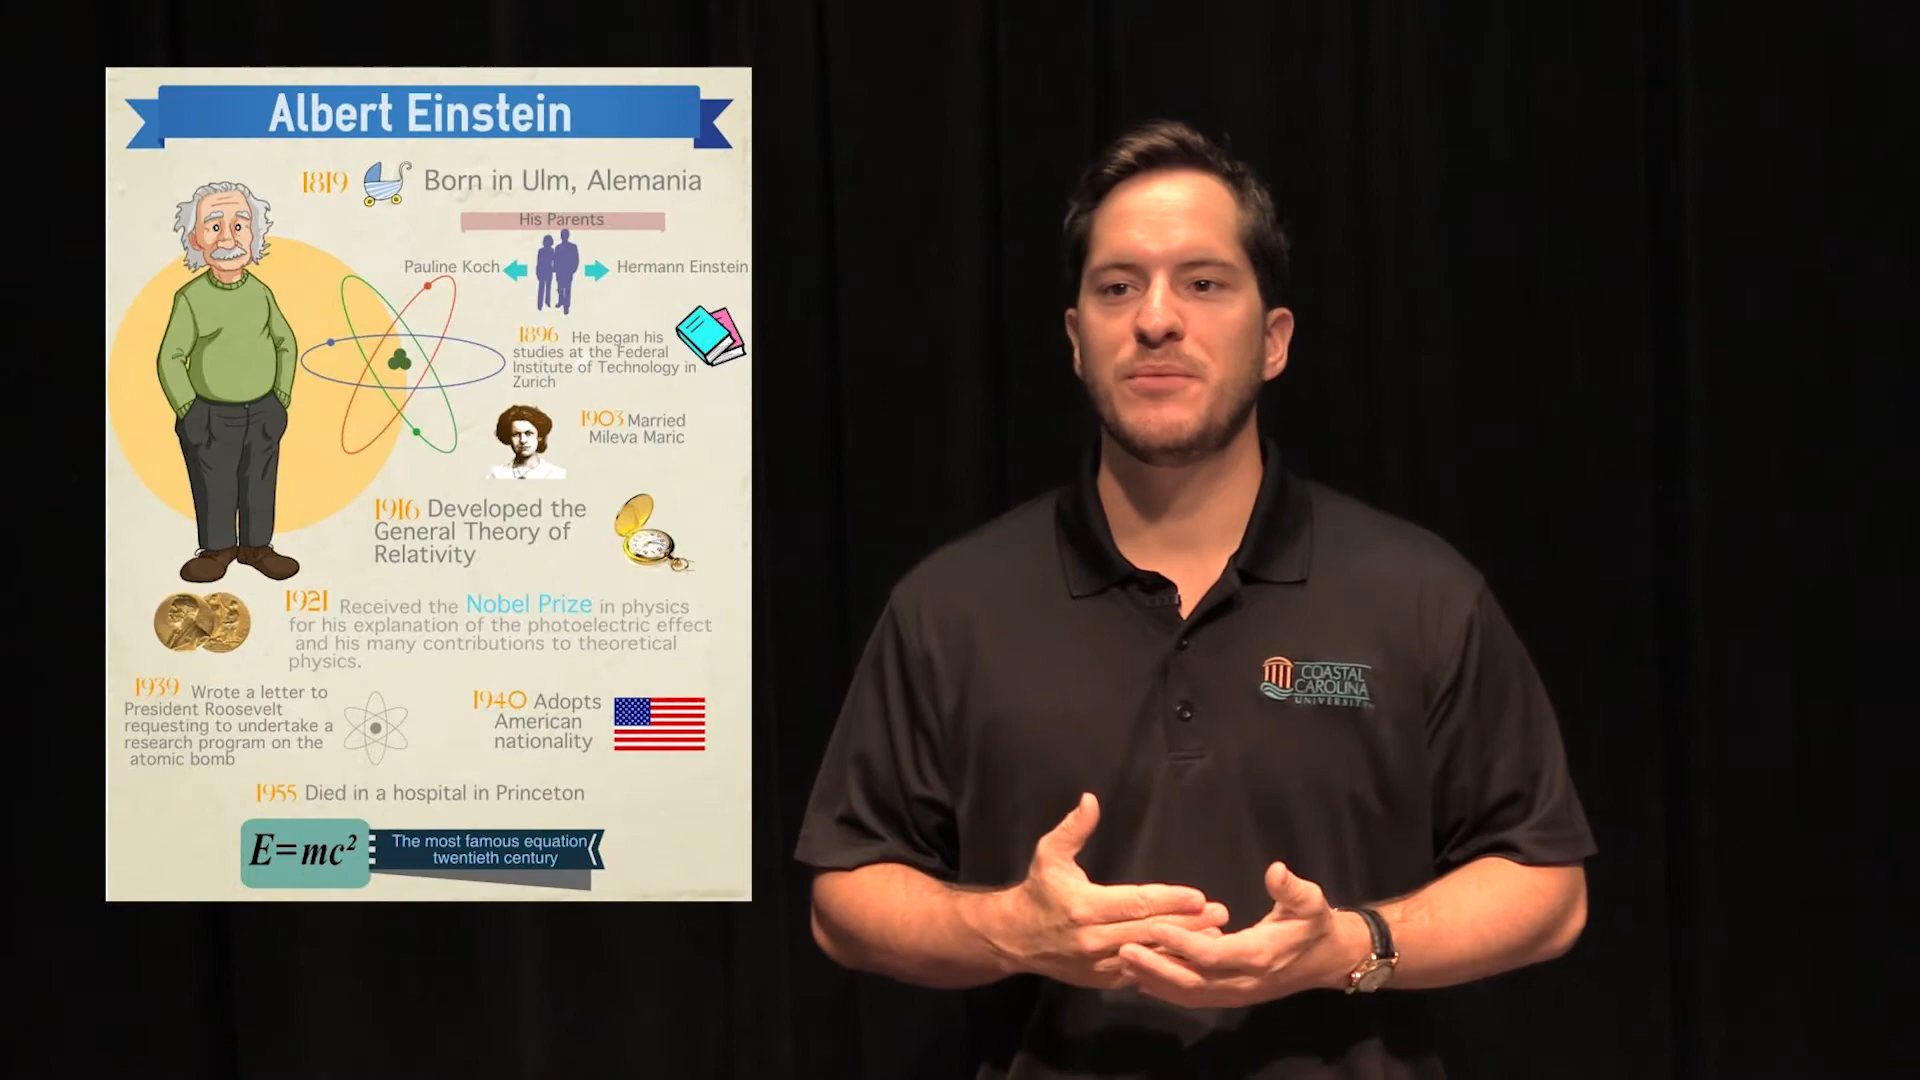 Albert Einstein
1819 Born in Ulm, Alemania
His Parents
Pauline Koch Hermann Einstein
1896 He began his
studies at the Federal
Institute of Technology in
Zurich
1903 Married
Mileva Maric
1916 Developed the
General Theory of
Relativity
1921 Received the Nobel Prize in physics
for his explanation of the photoelectric effect
and his many contributions to theoretical
physics.
1939 Wrote a letter to
President Roosevelt
requesting to undertake a
research program on the
atomic bomb
1940 Adopts
American
nationality
1955 Died in a hospital in Princeton
E=mc²
The most famous equation
twentieth century
COASTAL
CAROLINA
UNIVERSITY